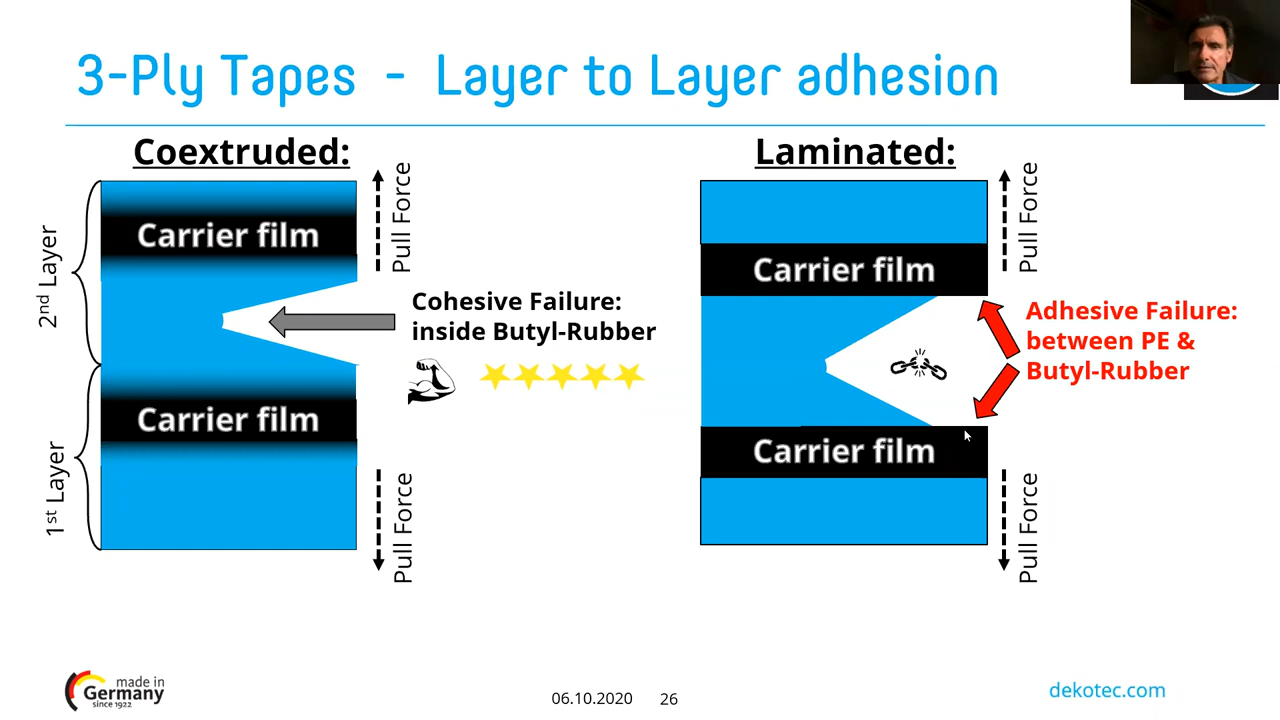 3-Ply Tapes - Layer to Layer adhesion
Coextruded:
2nd Layer
1st Layer
Carrier film
Carrier film
Pull Force
Pull Force
Cohesive Failure:
inside Butyl-Rubber
Laminated:
Carrier film
Carrier film
Pull Force
Pull Force
Adhesive Failure:
between PE &
Butyl-Rubber
made in
Germany
since 1922
06.10.2020
26
dekotec.com